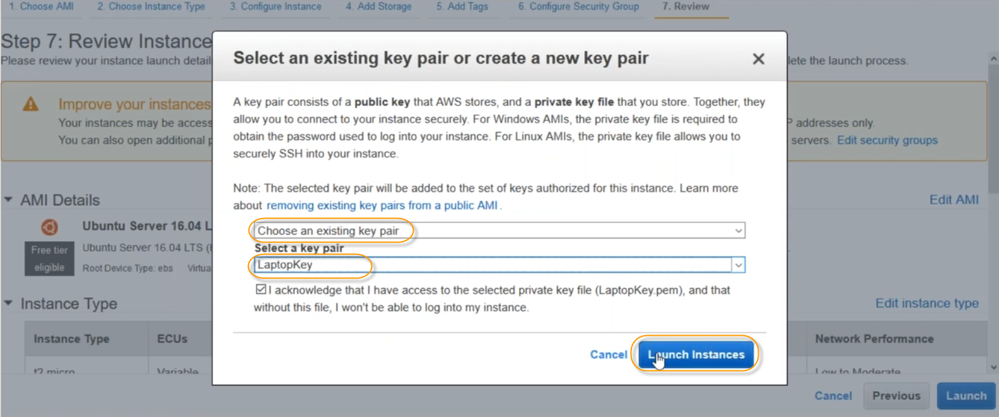 1. Choose AMI 2. Choose Instance Type 3. Configure Instance 4. Add Storage 5. Add Tags 6. Configure Security Group 7. Review
Step 7: Review Instance
Please review your instance launch detail
lete the launch process.
Improve your instances
Your instances may be access
P addresses only.
You can also open additional p
servers. Edit security groups
Select an existing key pair or create a new key pair
A key pair consists of a public key that AWS stores, and a private key file that you store. Together, they
allow you to connect to your instance securely. For Windows AMIs, the private key file is required to
obtain the password used to log into your instance. For Linux AMIs, the private key file allows you to
securely SSH into your instance.
Note: The selected key pair will be added to the set of keys authorized for this instance. Learn more
about removing existing key pairs from a public AMI .
Choose an existing key pair
Select a key pair
LaptopKey
I acknowledge that I have access to the selected private key file (LaptopKey.pem), and that
without this file, I won't be able to log into my instance.
Cancel Launch Instances
AMI Details
Edit AMI
Ubuntu Server 16.04 L
Free tier
eligible
Ubuntu Server 16.04 LTS (
Root Device Type: ebs Virtua
Instance Type
Edit instance type
Instance Type ECUs
Network Performance
t2.micro Variable
Low to Moderate
Cancel Previous Launch